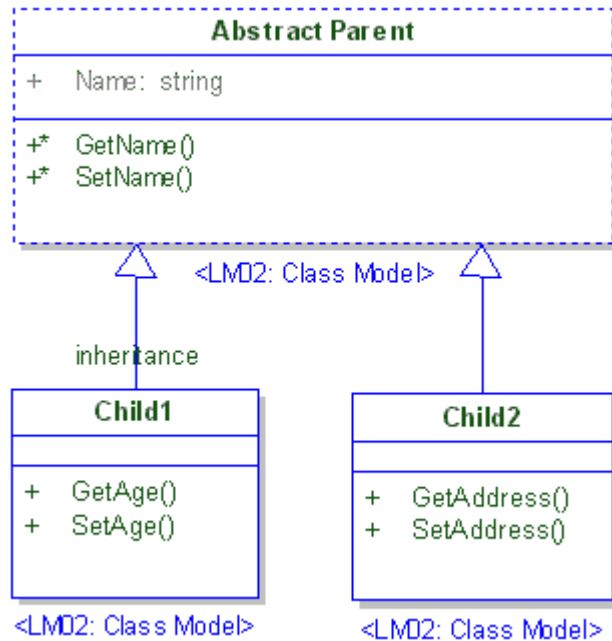 Abstract Parent
+ Name: string
+* GetName()
+* SetName()
<LMD2: Class Model>
inheritance
Child1
+ GetAge()
+ SetAge()
<LMD2: Class Model>
Child2
+ GetAddress()
+ SetAddress()
<LMD2: Class Model>